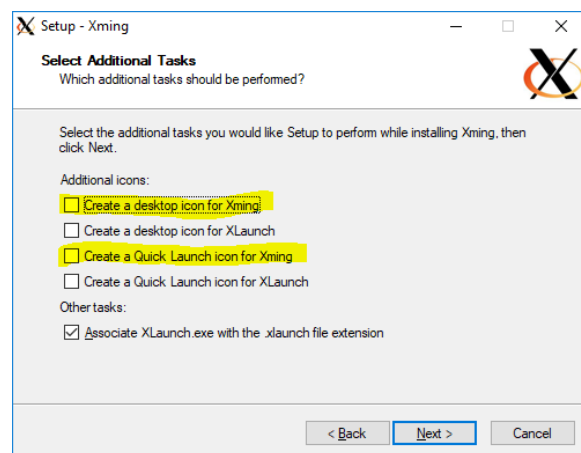 Setup - Xming
Select Additional Tasks
Which additional tasks should be performed?
Select the additional tasks you would like Setup to perform while installing Xming, then
click Next.
Additional icons:
Create a desktop icon for Xming
Create a desktop icon for XLaunch
Create a Quick Launch icon for Xming
Create a Quick Launch icon for XLaunch
Other tasks:
Associate XLaunch.exe with the .xlaunch file extension
< Back
Next >
Cancel